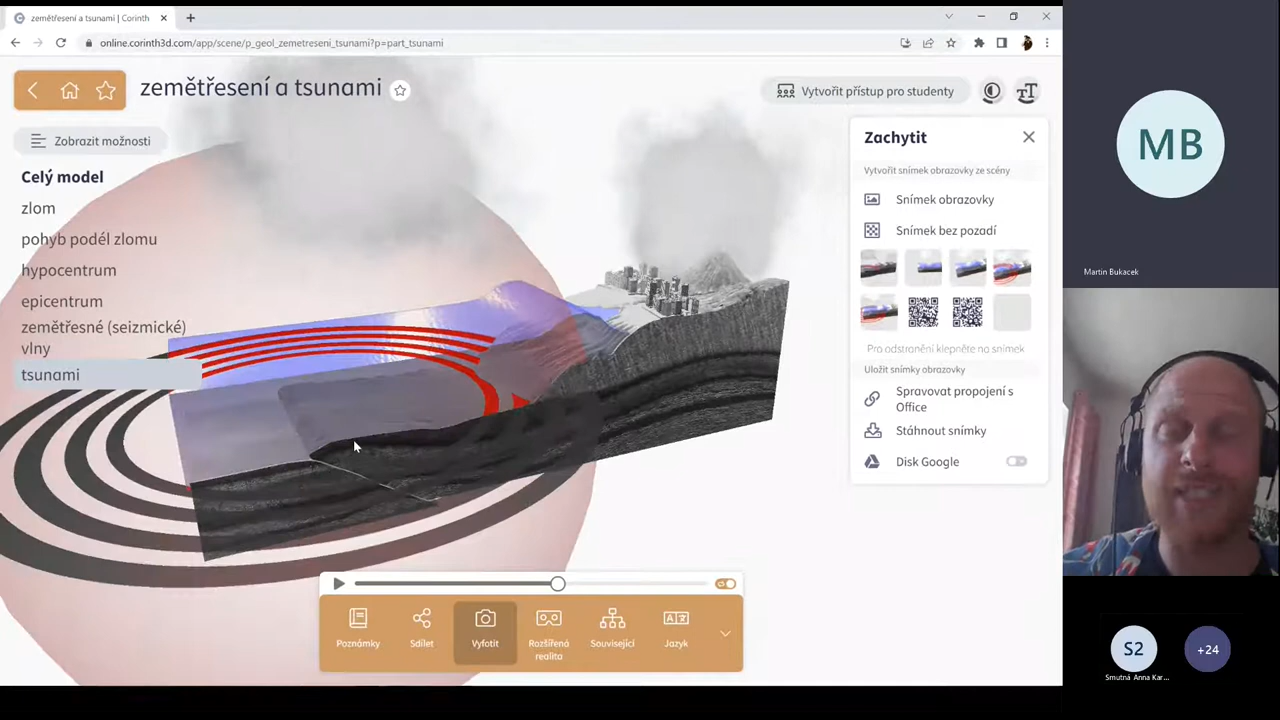 zemětřesení a tsunami | Corinth
online.corinth3d.com/app/scene/p_geol_zemetreseni_tsunami?p=part_tsunami
zemětřesení a tsunami
Vytvořit přístup pro studenty
Zobrazit možnosti
Celý model
zlom
pohyb podél zlomu
hypocentrum
epicentrum
zemětřesné (seizmické)
vlny
tsunami
Zachytit
Vytvořit snímek obrazovky ze scény
Snímek obrazovky
Snímek bez pozadí
Pro odstranění klepněte na snímek
Uložit snímky obrazovky
Spravovat propojení s
Office
Stáhnout snímky
Disk Google
Poznámky
Sdílet
Vyfotit
Rozšířená
realita
Související
Jazyk
MB
Martin Bukacek
S2
Smutná Anna Kar...
+24